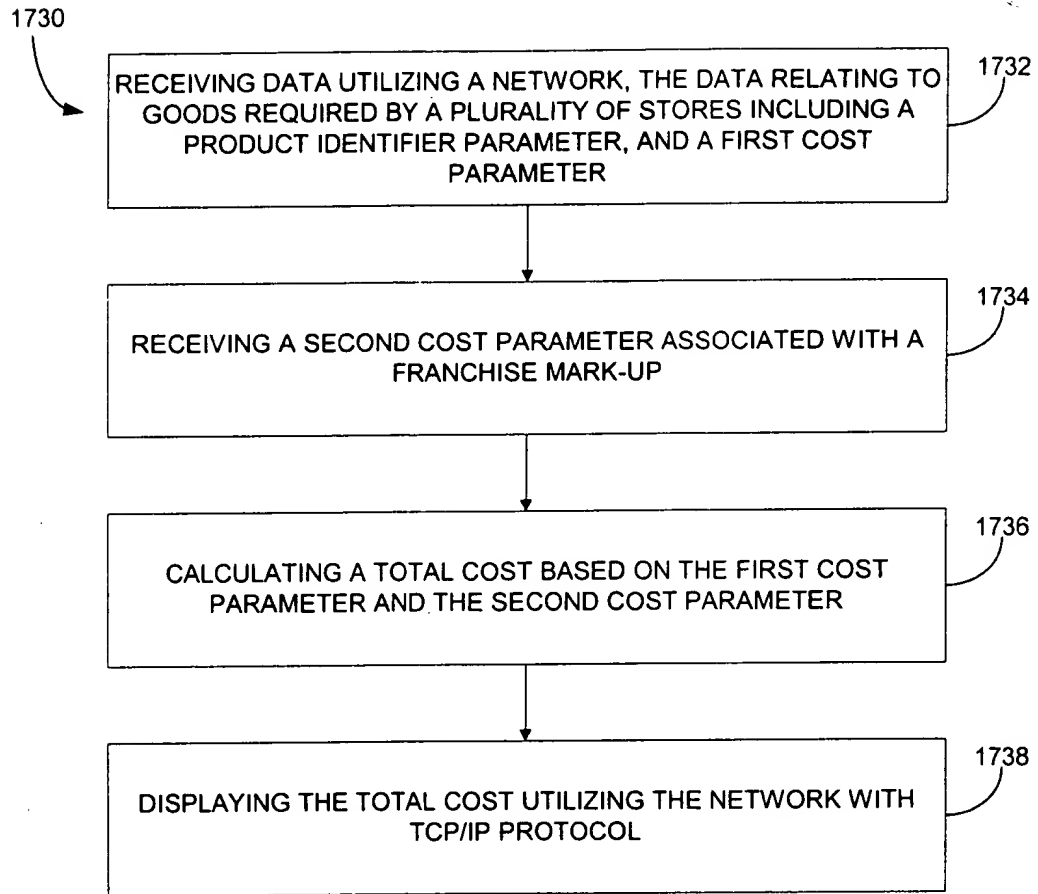 1730
1732
RECEIVING DATA UTILIZING A NETWORK, THE DATA RELATING TO
GOODS REQUIRED BY A PLURALITY OF STORES INCLUDING A
PRODUCT IDENTIFIER PARAMETER, AND A FIRST COST
PARAMETER
1734
RECEIVING A SECOND COST PARAMETER ASSOCIATED WITH A
FRANCHISE MARK-UP
1736
CALCULATING A TOTAL COST BASED ON THE FIRST COST
PARAMETER AND THE SECOND COST PARAMETER
1738
DISPLAYING THE TOTAL COST UTILIZING THE NETWORK WITH
TCP/IP PROTOCOL